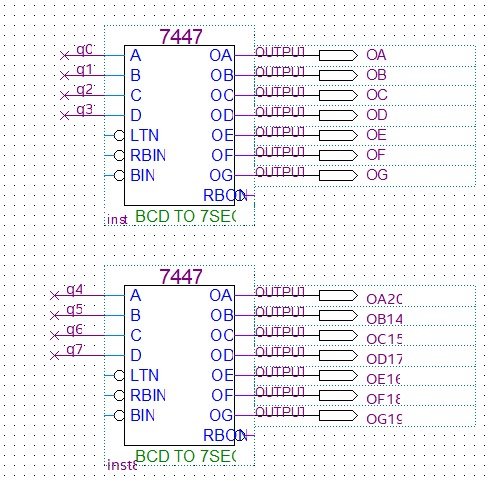 7447
q0 A OA OUTPUT OA
q1 B OB OUTPUT OB
q2 C OC OUTPUT OC
q3 D OD OUTPUT OD
LTN OE OUTPUT OE
RBIN OF OUTPUT OF
BIN OG OUTPUT OG
RBON
inst BCD TO 7SEG
7447
q4 A OA OUTPUT OA20
q5 B OB OUTPUT OB14
q6 C OC OUTPUT OC15
q7 D OD OUTPUT OD17
LTN OE OUTPUT OE16
RBIN OF OUTPUT OF18
BIN OG OUTPUT OG19
RBON
inst8 BCD TO 7SEG